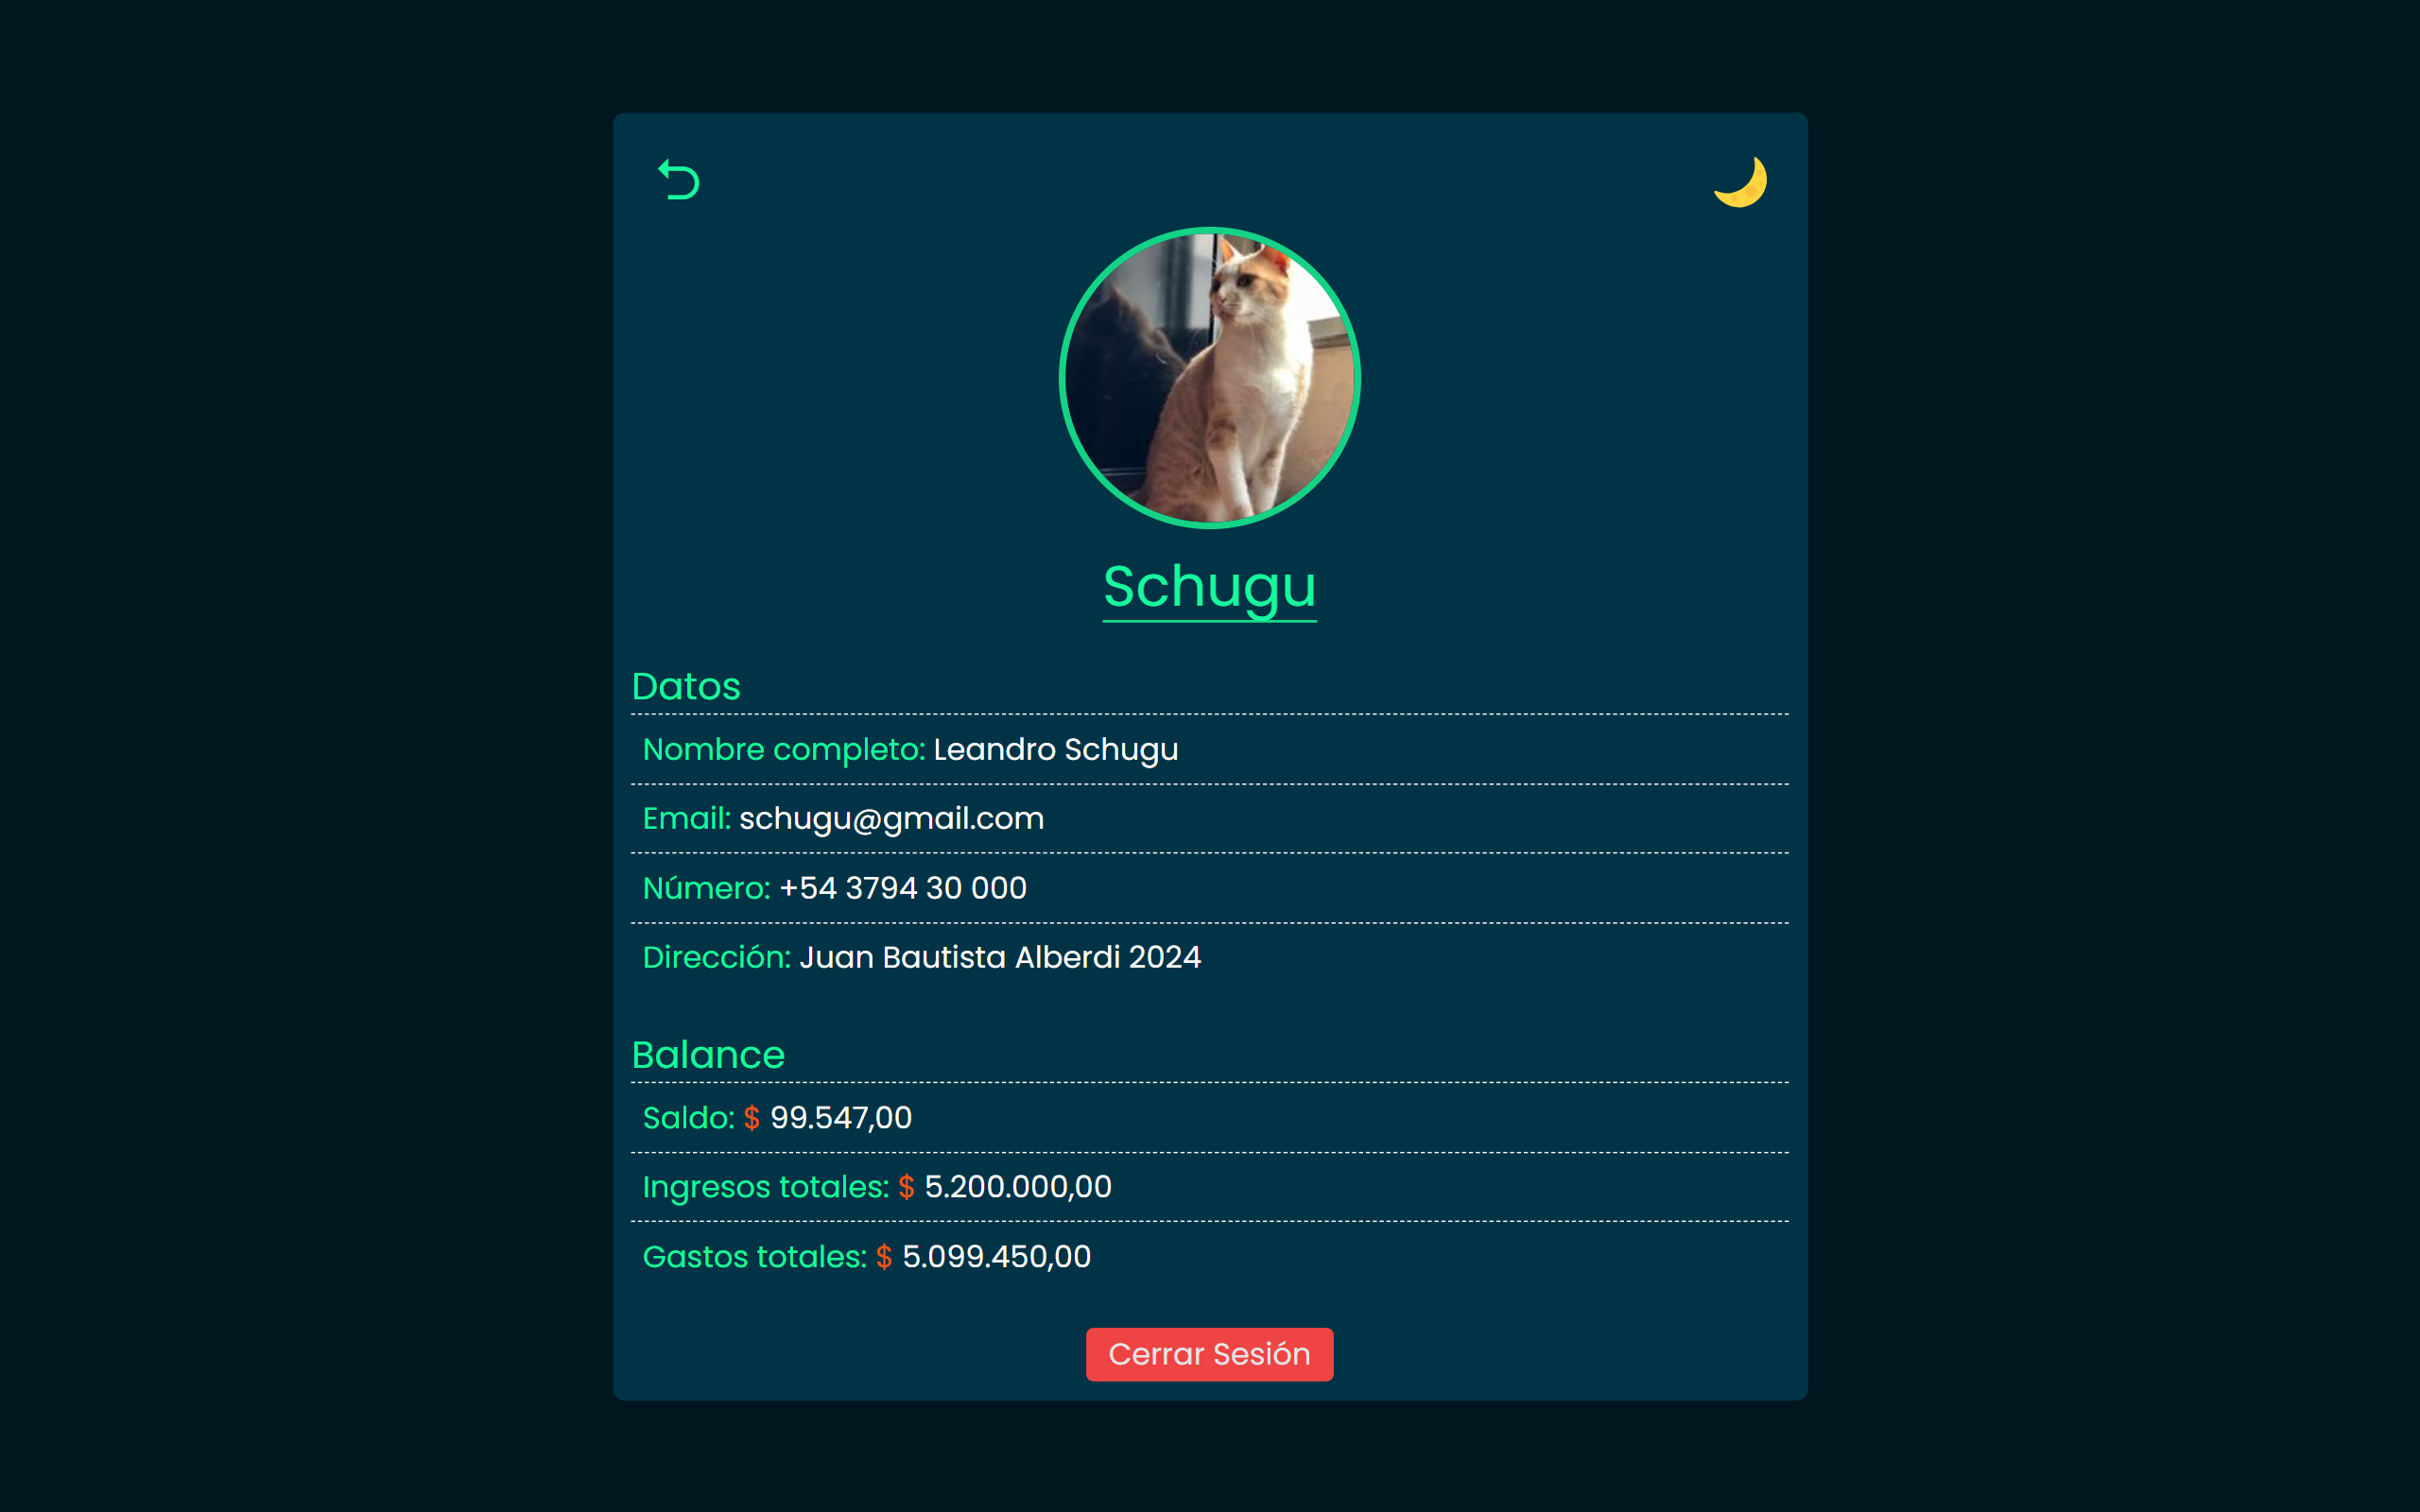 Schugu
Datos
Nombre completo: Leandro Schugu
Email: schugu@gmail.com
Número: +54 3794 30 000
Dirección: Juan Bautista Alberdi 2024
Balance
Saldo: $ 99.547,00
Ingresos totales: $ 5.200.000,00
Gastos totales: $ 5.099.450,00
Cerrar Sesión